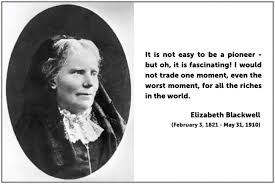 It is not easy to be a pioneer -
but oh, it is fascinating! I would
not trade one moment, even the
worst moment, for all the riches
in the world.
Elizabeth Blackwell
(February 3, 1821 - May 31, 1910)